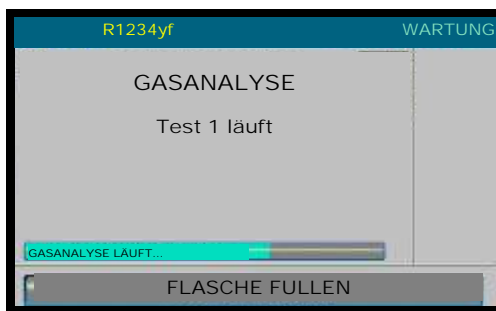 R1234yf WARTUNG
GASANALYSE
Test 1 läuft
GASANALYSE LÄUFT...
FLASCHE FULLEN